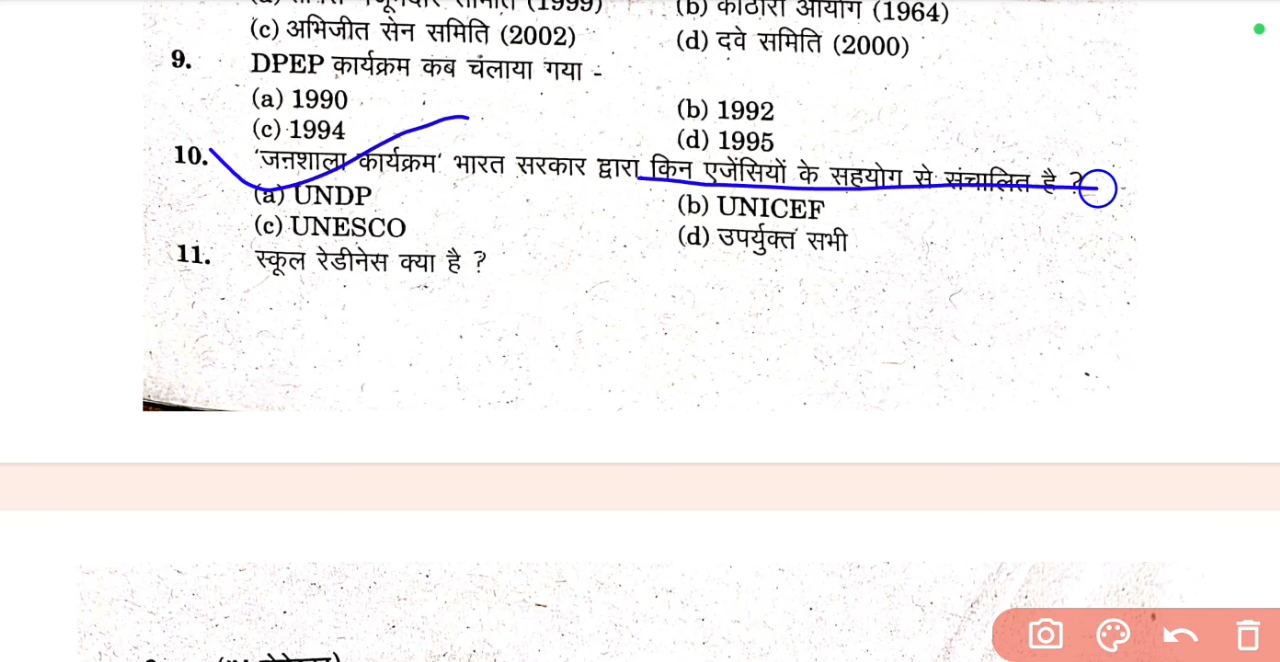 (1999) (b) कोठारी आयोग (1964)
(c) अभिजीत सेन समिति (2002) (d) दवे समिति (2000)
9. DPEP कार्यक्रम कब चलाया गया -
(a) 1990 (b) 1992
(c) 1994 (d) 1995
10. 'जनशाला कार्यक्रम' भारत सरकार द्वारा किन एजेंसियों के सहयोग से संचालित है ?
(a) UNDP (b) UNICEF
(c) UNESCO (d) उपर्युक्त सभी
11. स्कूल रेडीनेस क्या है ?